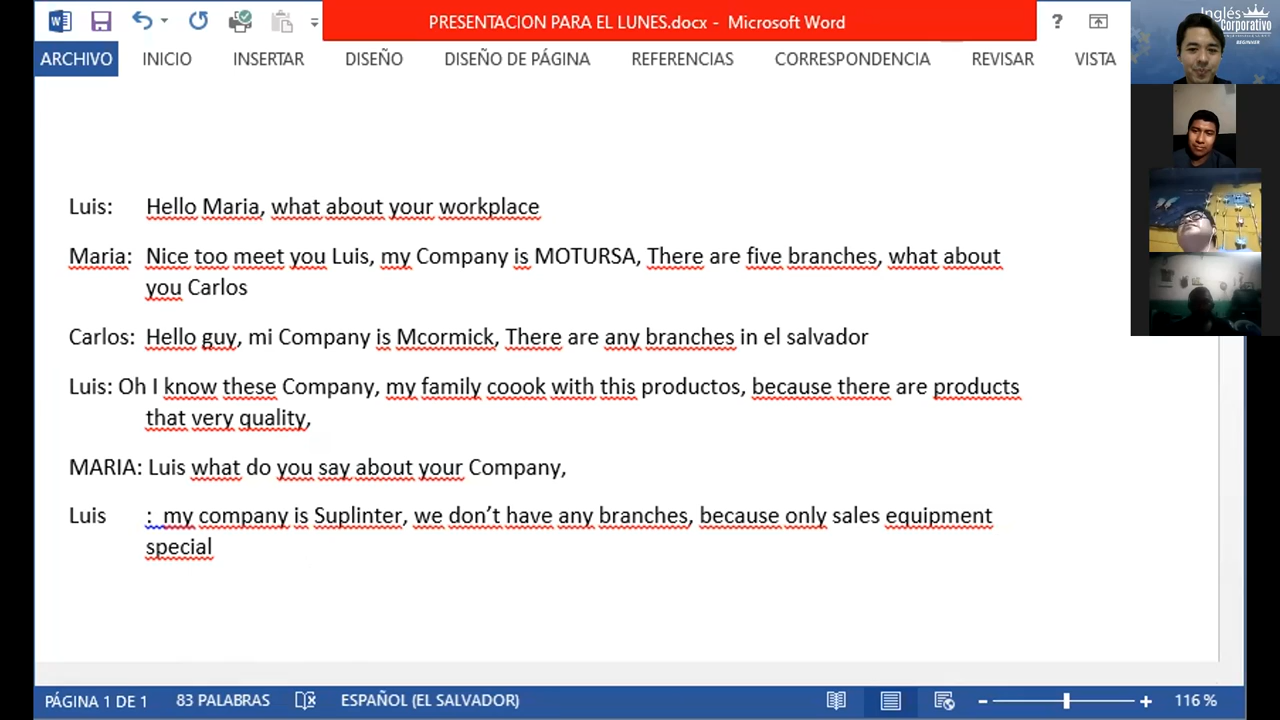 PRESENTACION PARA EL LUNES.docx - Microsoft Word
?
Inglés
Corporativo
BEGINNER
ARCHIVO INICIO INSERTAR DISEÑO DISEÑO DE PÁGINA REFERENCIAS CORRESPONDENCIA REVISAR VISTA
Luis: Hello Maria, what about your workplace
Maria: Nice too meet you Luis, my Company is MOTURSA, There are five branches, what about
you Carlos
Carlos: Hello guy, mi Company is Mcormick, There are any branches in el salvador
Luis: Oh I know these Company, my family coook with this productos, because there are products
that very quality,
MARIA: Luis what do you say about your Company,
Luis : my company is Suplinter, we don't have any branches, because only sales equipment
special
PÁGINA 1 DE 1 83 PALABRAS ESPAÑOL (EL SALVADOR) 116 %